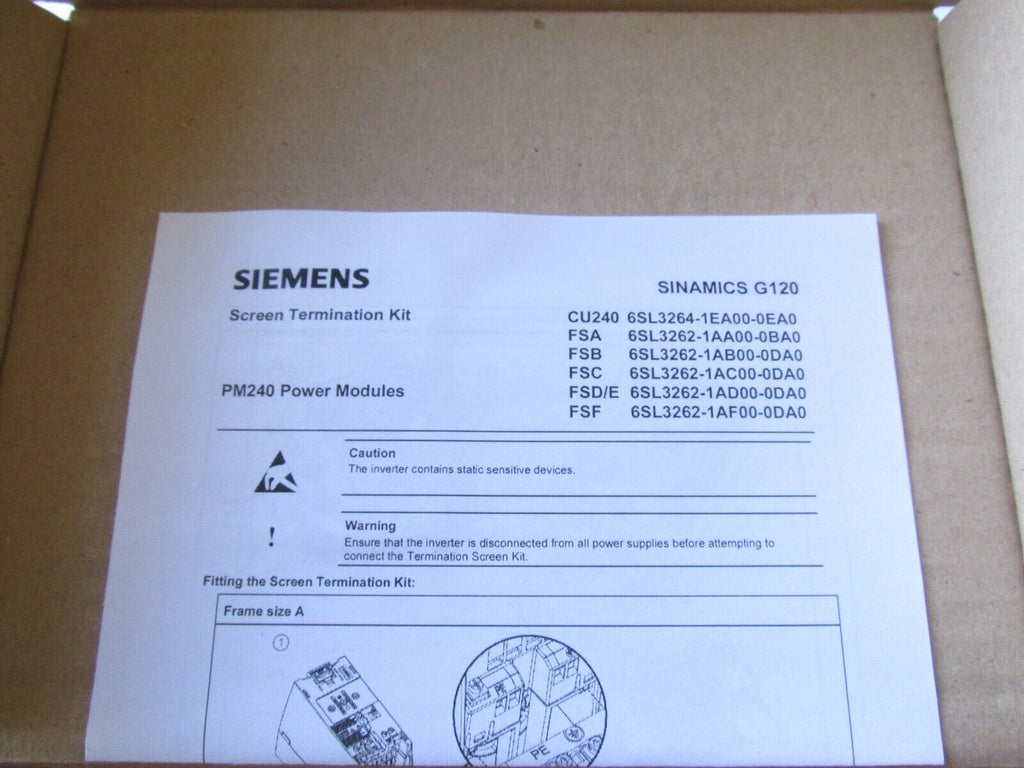 SIEMENS
SINAMICS G120
Screen Termination Kit
CU240 6SL3264-1EA00-0EA0
FSA 6SL3262-1AA00-0BA0
FSB 6SL3262-1AB00-0DA0
FSC 6SL3262-1AC00-0DA0
PM240 Power Modules
FSD/E 6SL3262-1AD00-0DA0
FSF 6SL3262-1AF00-0DA0
Caution
The inverter contains static sensitive devices.
!
Warning
Ensure that the inverter is disconnected from all power supplies before attempting to
connect the Termination Screen Kit.
Fitting the Screen Termination Kit:
Frame size A
1
PE
PE